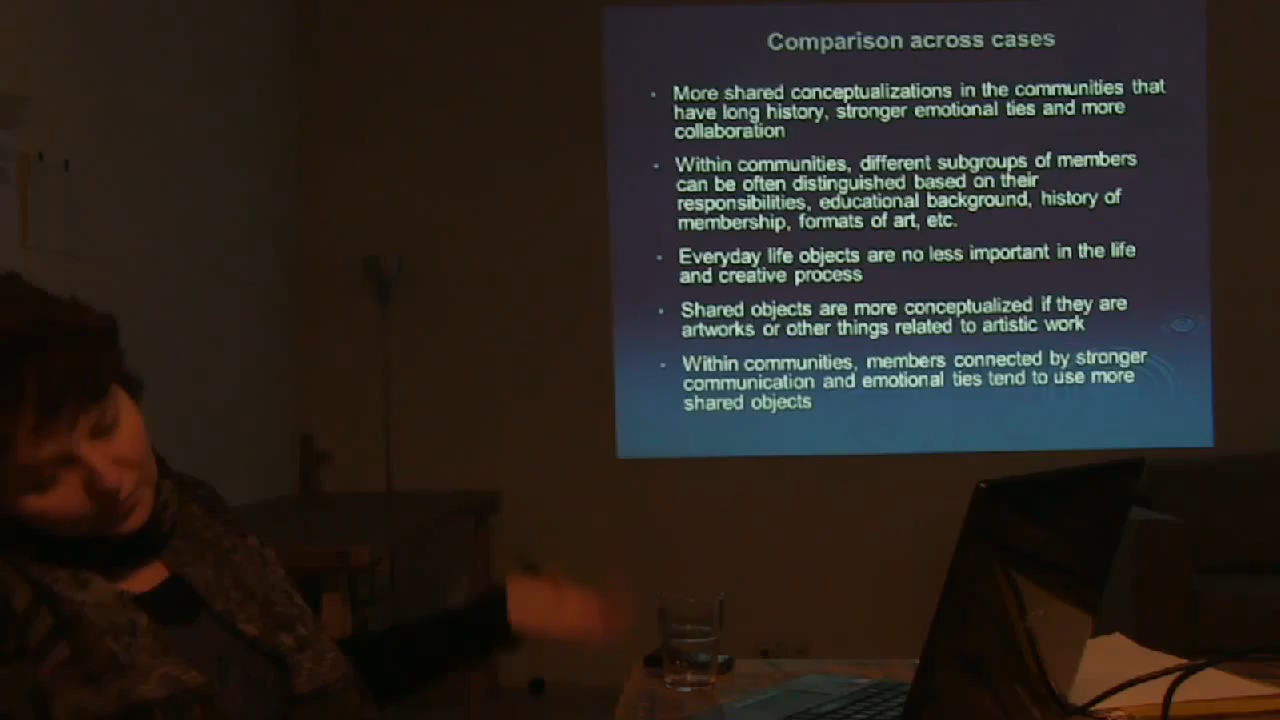 Comparison across cases
• More shared conceptualizations in the communities that
have long history, stronger emotional ties and more
collaboration
• Within communities, different subgroups of members
can be often distinguished based on their
responsibilities, educational background, history of
membership, formats of art, etc.
• Everyday life objects are no less important in the life
and creative process
• Shared objects are more conceptualized if they are
artworks or other things related to artistic work
• Within communities, members connected by stronger
communication and emotional ties tend to use more
shared objects